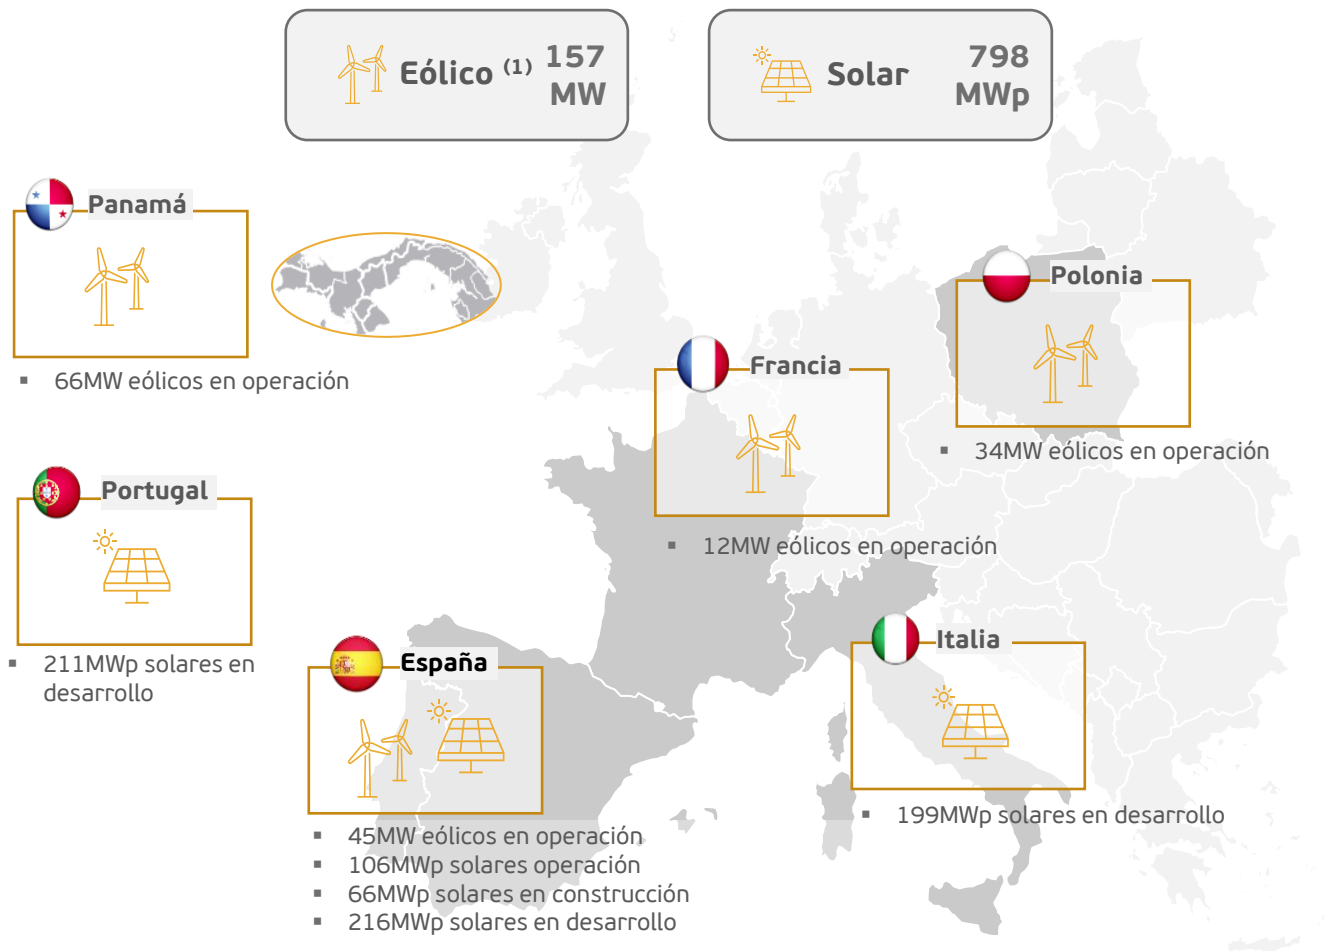 Eólico (1) 157 MW
Solar 798 MWp
Panamá
▪ 66MW eólicos en operación
Polonia
▪ 34MW eólicos en operación
Francia
▪ 12MW eólicos en operación
Portugal
▪ 211MWp solares en
desarrollo
España
▪ 45MW eólicos en operación
▪ 106MWp solares operación
▪ 66MWp solares en construcción
▪ 216MWp solares en desarrollo
Italia
▪ 199MWp solares en desarrollo